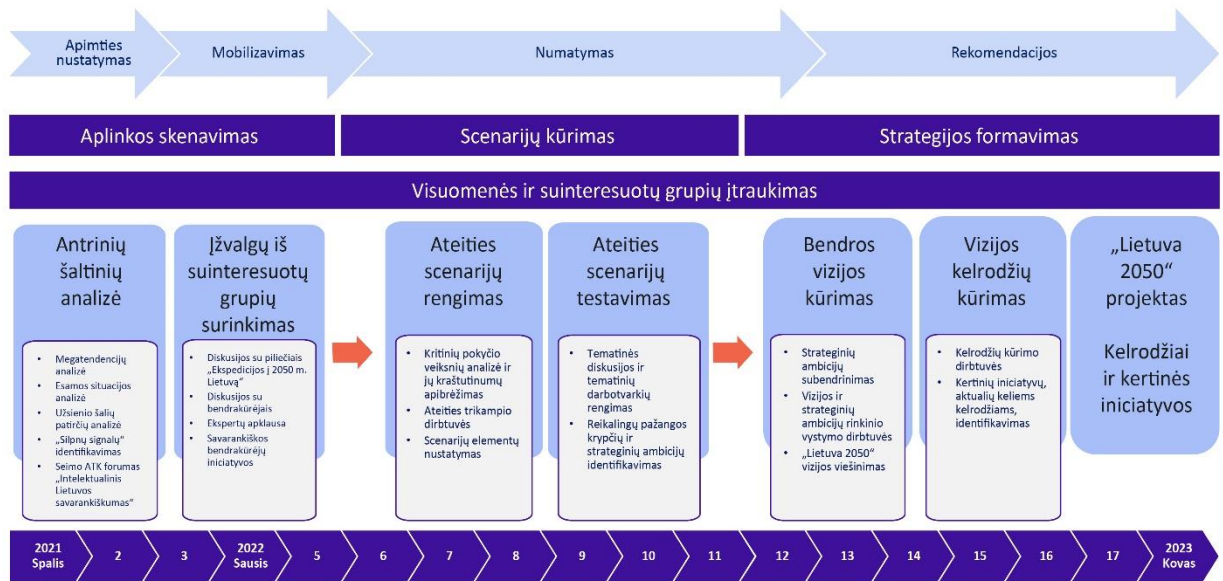 Apimties
nustatymas
Mobilizavimas
Numatymas
Rekomendacijos
Aplinkos skenavimas
Scenarijų kūrimas
Strategijos formavimas
Visuomenės ir suinteresuotų grupių įtraukimas
Antrinių
šaltinių
analizė
• Megatendencijų
analizė
• Esamos situacijos
analizė
• Užsienio šalių
patirčių analizė
• „Silpnų signalų“
identifikavimas
• Seimo ATK forumas
„Intelektualinis
Lietuvos
savarankiškumas“
Įžvalgų iš
suinteresuotų
grupių
surinkimas
• Diskusijos su piliečiais
„Ekspedicijos į 2050 m.
Lietuvą“
• Diskusijos su
bendrakūrėjais
• Ekspertų apklausa
• Savarankiškos
bendrakūrėjų
iniciatyvos
Ateities
scenarijų
rengimas
• Kritinių pokyčio
veiksnių analizė ir
jų kraštutinumų
apibrėžimas
• Ateities trikampio
dirbtuvės
• Scenarijų elementų
nustatymas
Ateities
scenarijų
testavimas
• Tematinės
diskusijos ir
tematinių
darbotvarkių
rengimas
• Reikalingų pažangos
krypčių ir
strateginių ambicijų
identifikavimas
Bendros
vizijos
kūrimas
• Strateginių
ambicijų
subendrinimas
• Vizijos ir
strateginių
ambicijų rinkinio
vystymo dirbtuvės
• „Lietuva 2050“
vizijos viešinimas
Vizijos
kelrodžių
kūrimas
• Kelrodžių kūrimo
dirbtuvės
• Kertinių iniciatyvų,
aktualių keliems
kelrodžiams,
identifikavimas
„Lietuva
2050“
projektas
Kelrodžiai
ir kertinės
iniciatyvos
2021
Spalis
2
3
2022
Sausis
5
6
7
8
9
10
11
12
13
14
15
16
17
2023
Kovas